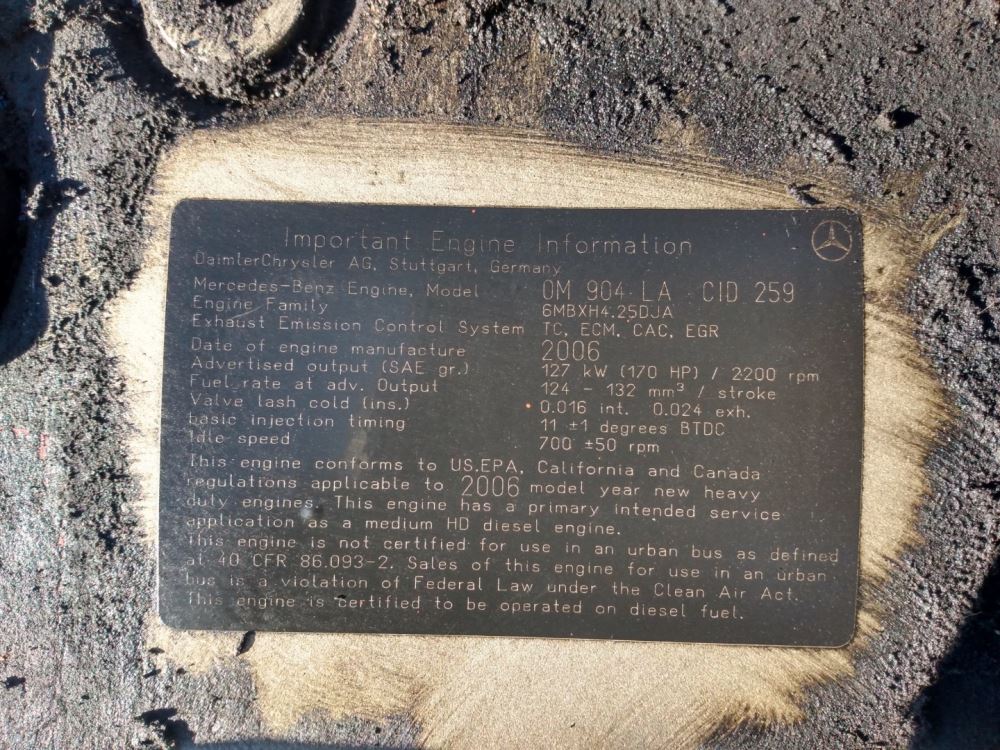 Important Engine Information
DaimlerChrysler AG, Stuttgart, Germany
Mercedes-Benz Engine, Model OM 904 LA CID 259
Engine Family 6MBXH4.25DJA
Exhaust Emission Control System TC, ECM, CAC, EGR
Date of engine manufacture 2006
Advertised output (SAE gr.) 127 kW (170 HP) / 2200 rpm
Fuel rate at adv. Output 124 - 132 mm³ / stroke
Valve lash cold (ins.) 0.016 int. 0.024 exh.
basic injection timing 11 ±1 degrees BTDC
Idle speed 700 ±50 rpm
This engine conforms to US.EPA, California and Canada
regulations applicable to 2006 model year new heavy
duty engines. This engine has a primary intended service
application as a medium HD diesel engine.
This engine is not certified for use in an urban bus as defined
at 40 CFR 86.093-2. Sales of this engine for use in an urban
bus is a violation of Federal Law under the Clean Air Act.
This engine is certified to be operated on diesel fuel.